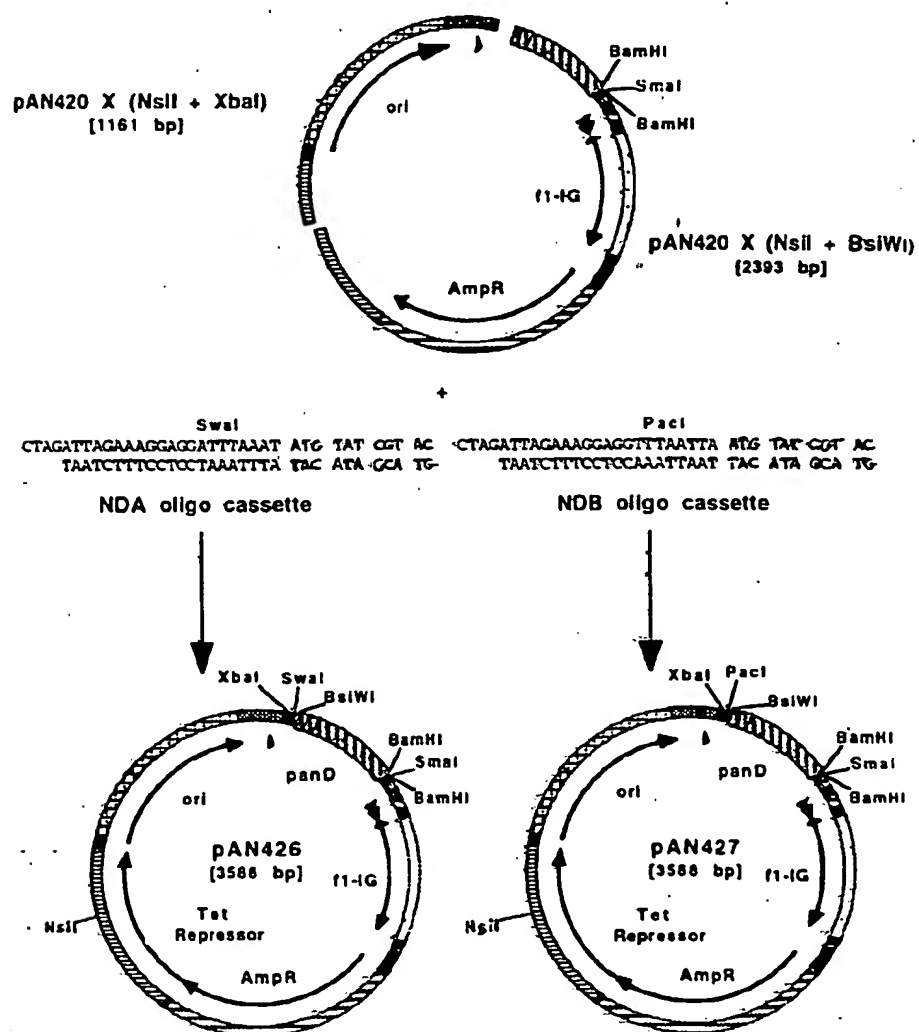 BamHI
SmaI
BamHI
pAN420 X (NsiI + XbaI)
[1161 bp]
ori
f1-IG
pAN420 X (NsiI + BsiWI)
[2393 bp]
AmpR
+
SwaI
CTAGATTAGAAAGGAGGATTTAAAT ATG TAT CGT AC
TAATCTTTCCTCCTAAATTTA TAC ATA GCA TG
NDA oligo cassette
PacI
CTAGATTAGAAAGGAGGTTTAATTA ATG TAT CGT AC
TAATCTTTCCTCCAAATTAAT TAC ATA GCA TG
NDB oligo cassette
XbaI SwaI
BsiWI
BamHI
SmaI
BamHI
panD
ori
pAN426
[3586 bp]
f1-IG
NsiI
Tet
Repressor
AmpR
XbaI PacI
BsiWI
BamHI
SmaI
BamHI
panD
ori
pAN427
[3588 bp]
f1-IG
NsiI
Tet
Repressor
AmpR